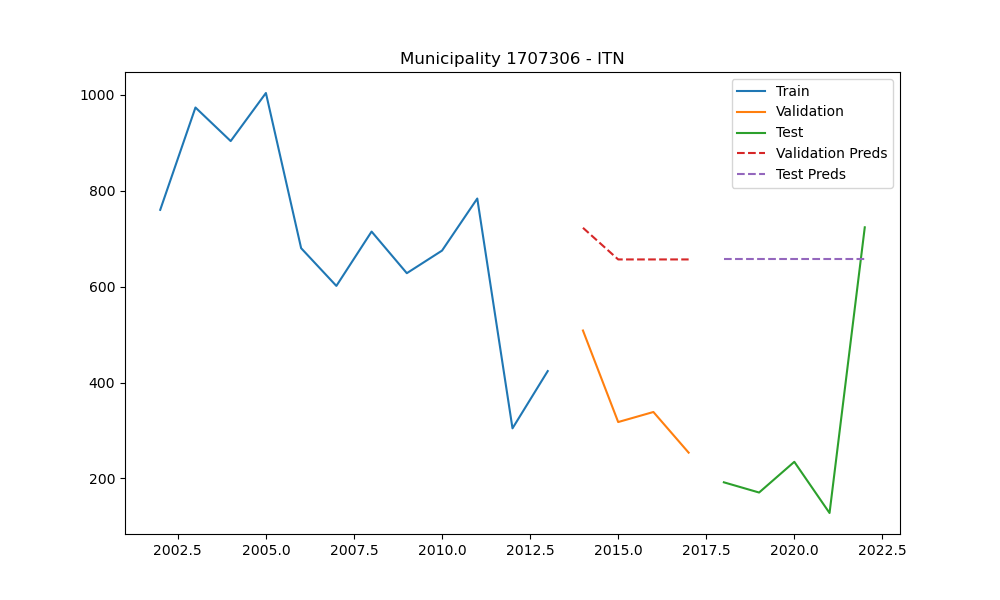 Municipality 1707306 - ITN
Train
Validation
Test
Validation Preds
Test Preds
1000
800
600
400
200
2002.5 2005.0 2007.5 2010.0 2012.5 2015.0 2017.5 2020.0 2022.5